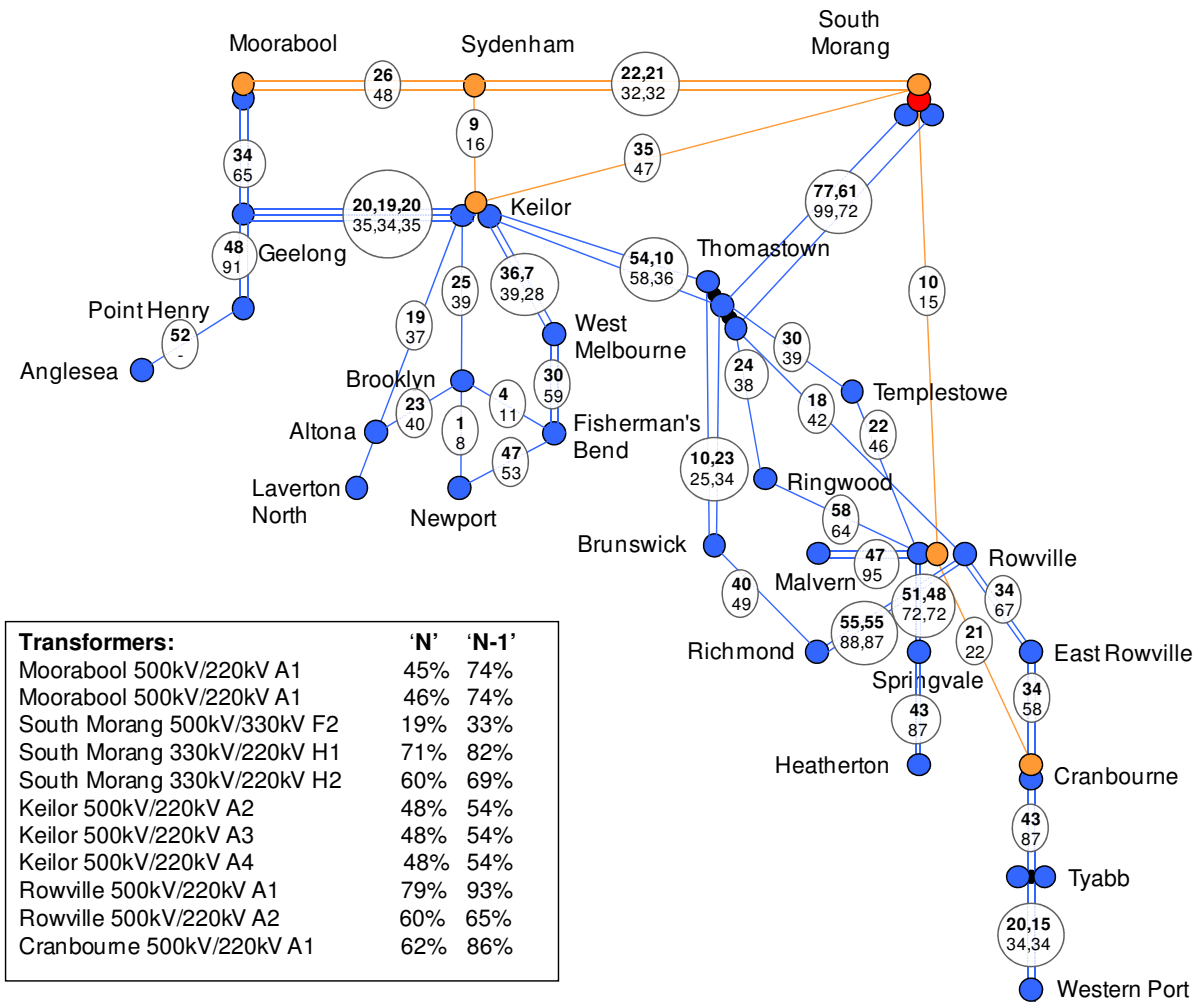 South
Morang
Moorabool
Sydenham
26
48
22,21
32,32
9
16
35
47
34
65
20,19,20
35,34,35
Keilor
77,61
99,72
Thomastown
54,10
58,36
48
91
Geelong
36,7
39,28
25
39
10
15
Point Henry
19
37
West
Melbourne
30
39
52
-
Anglesea
Brooklyn
24
38
30
59
4
11
Templestowe
18
42
23
40
22
46
Altona
1
8
Fisherman's
Bend
47
53
10,23
25,34
Laverton
North
Newport
Ringwood
58
64
Brunswick
Malvern
47
95
Rowville
40
49
51,48
72,72
34
67
55,55
88,87
21
22
Richmond
Springvale
East Rowville
34
58
43
87
Heatherton
Cranbourne
43
87
Tyabb
20,15
34,34
Western Port
Transformers: ‘N’ ‘N-1’
Moorabool 500kV/220kV A1 45% 74%
Moorabool 500kV/220kV A1 46% 74%
South Morang 500kV/330kV F2 19% 33%
South Morang 330kV/220kV H1 71% 82%
South Morang 330kV/220kV H2 60% 69%
Keilor 500kV/220kV A2 48% 54%
Keilor 500kV/220kV A3 48% 54%
Keilor 500kV/220kV A4 48% 54%
Rowville 500kV/220kV A1 79% 93%
Rowville 500kV/220kV A2 60% 65%
Cranbourne 500kV/220kV A1 62% 86%